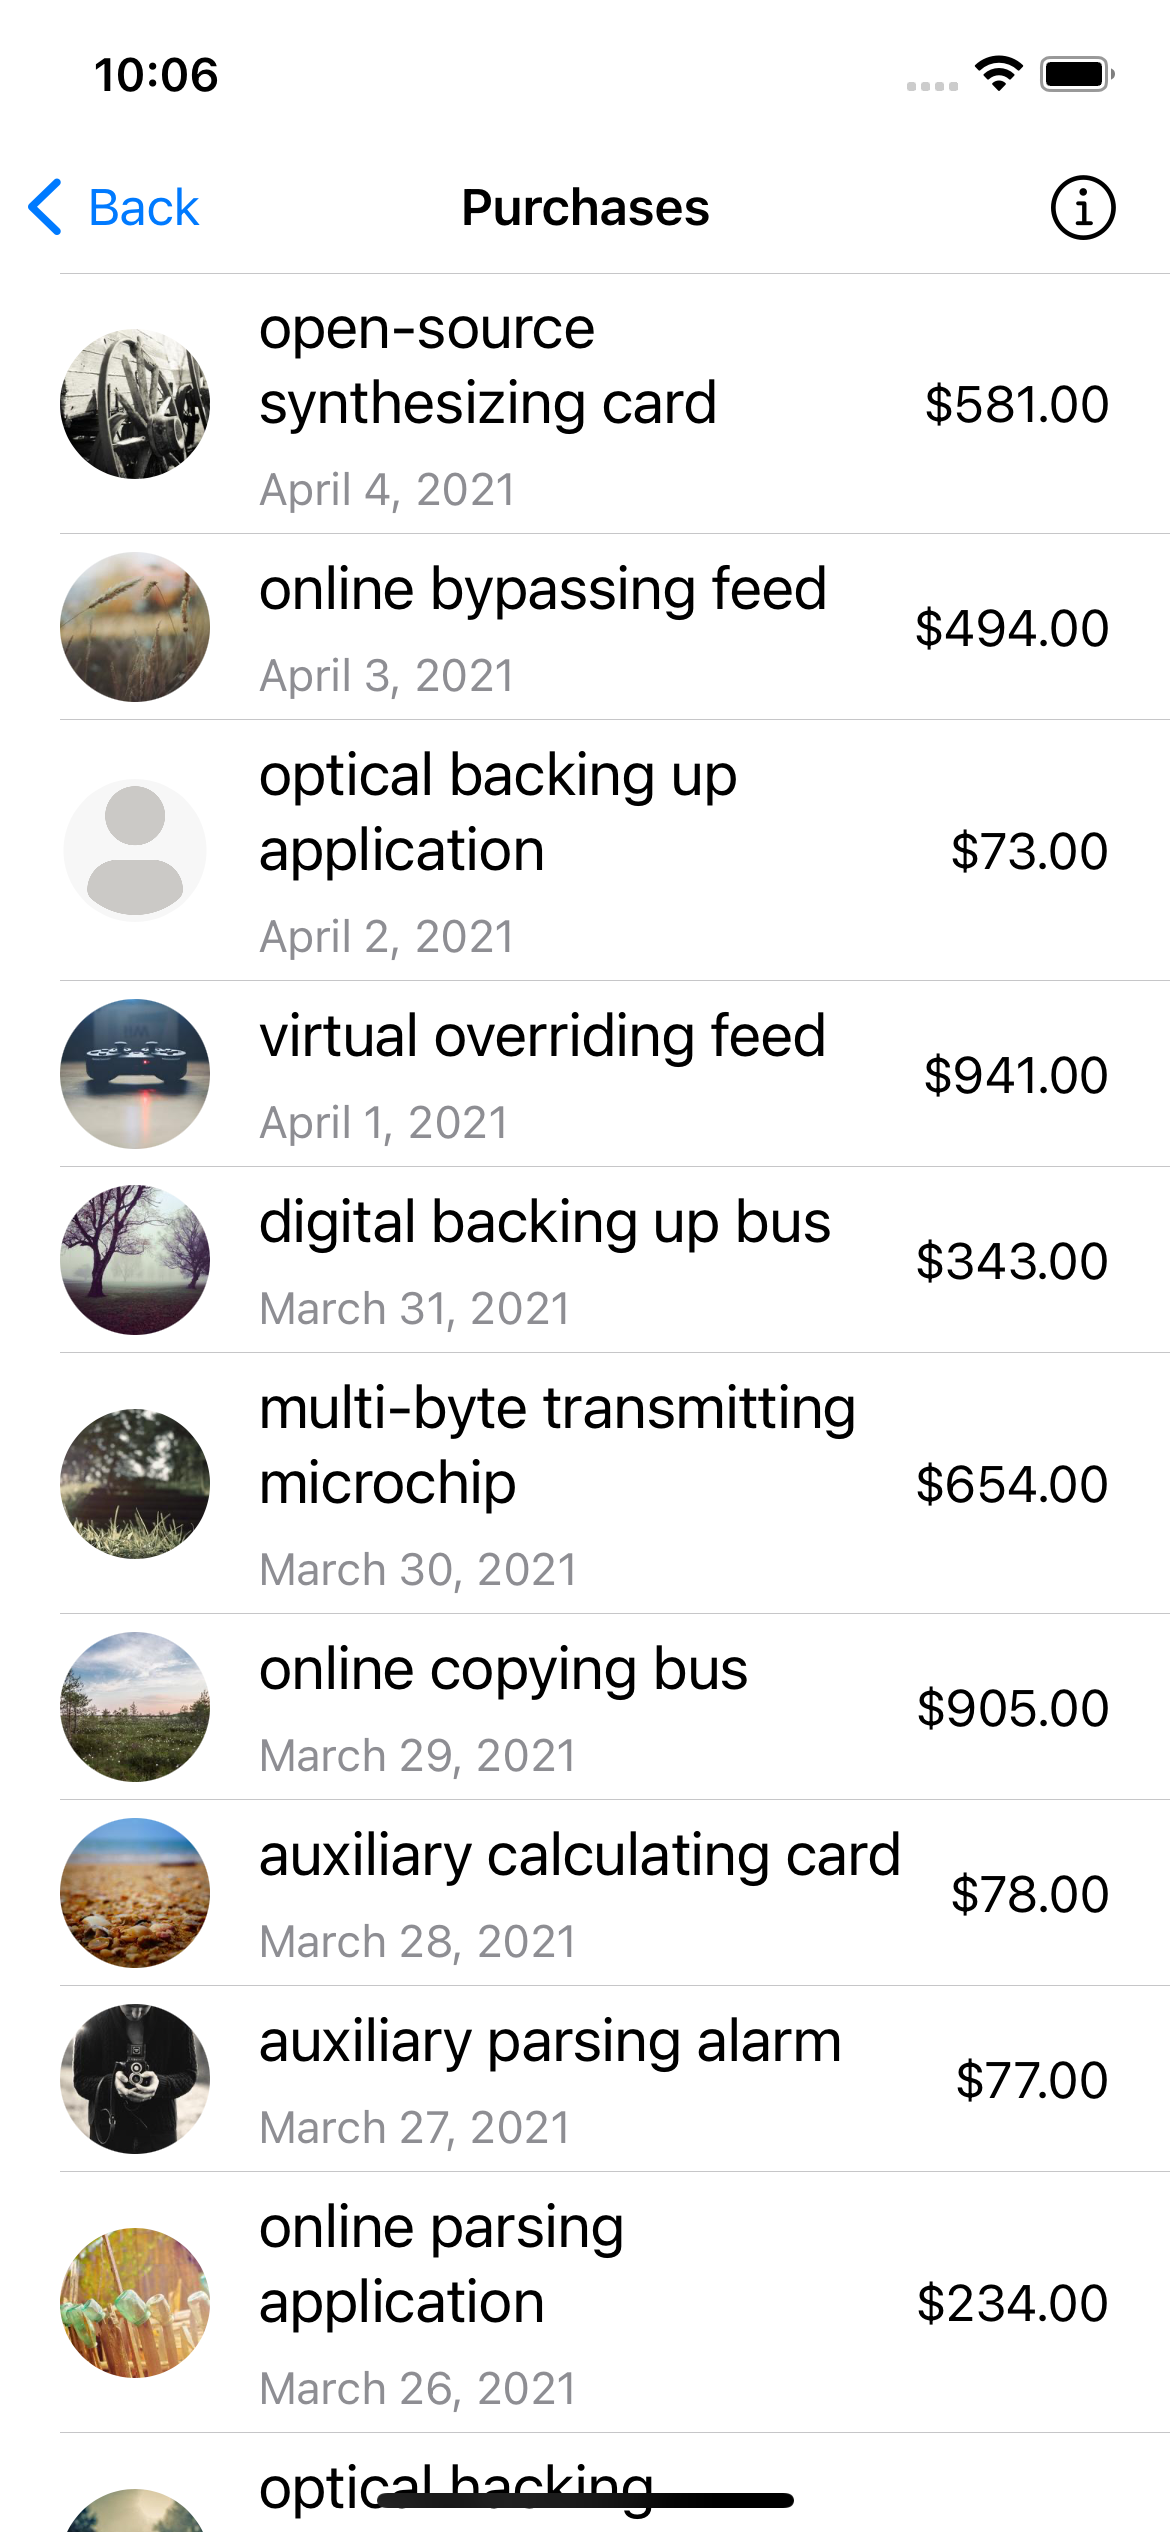 10:06
Back
Purchases
open-source
synthesizing card
$581.00
April 4, 2021
online bypassing feed
$494.00
April 3, 2021
optical backing up
application
$73.00
April 2, 2021
virtual overriding feed
$941.00
April 1, 2021
digital backing up bus
$343.00
March 31, 2021
multi-byte transmitting
microchip
$654.00
March 30, 2021
online copying bus
$905.00
March 29, 2021
auxiliary calculating card
$78.00
March 28, 2021
auxiliary parsing alarm
$77.00
March 27, 2021
online parsing
application
$234.00
March 26, 2021
optical hacking